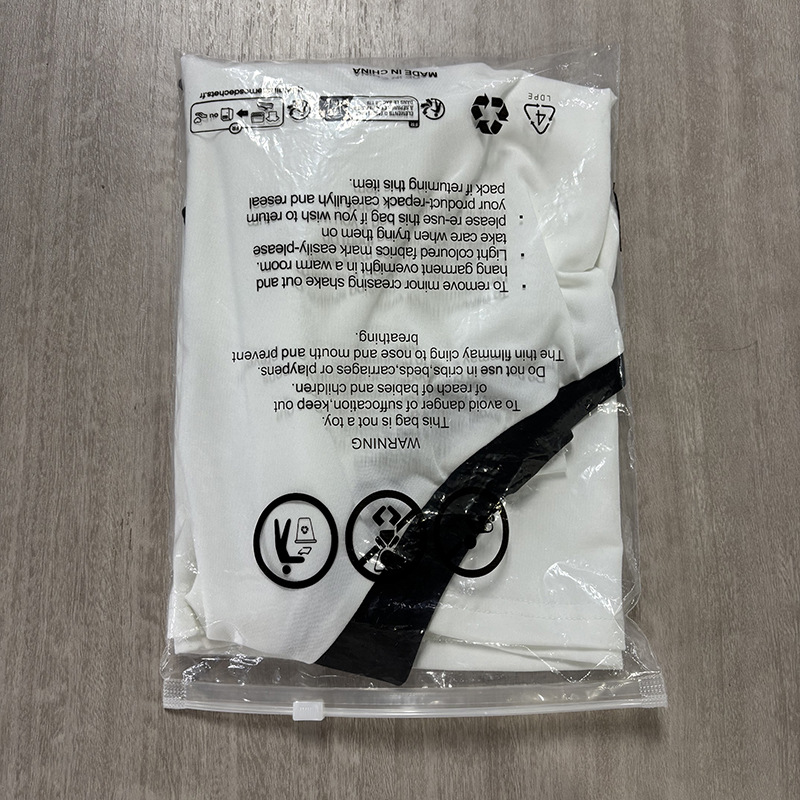 WARNING
This bag is not a toy.
To avoid danger of suffocation,keep out
of reach of babies and children.
Do not use in cribs,beds,carriages or playpens.
The thin filmmay cling to nose and mouth and prevent
breathing.
• To remove minor creasing shake out and
hang garment overnight in a warm room.
• Light coloured fabrics mark easily-please
take care when trying them on
• please re-use this bag if you wish to return
your product-repack carefullyh and reseal
pack if returning this item.
4
LDPE
FR
OU
MADE IN CHINA